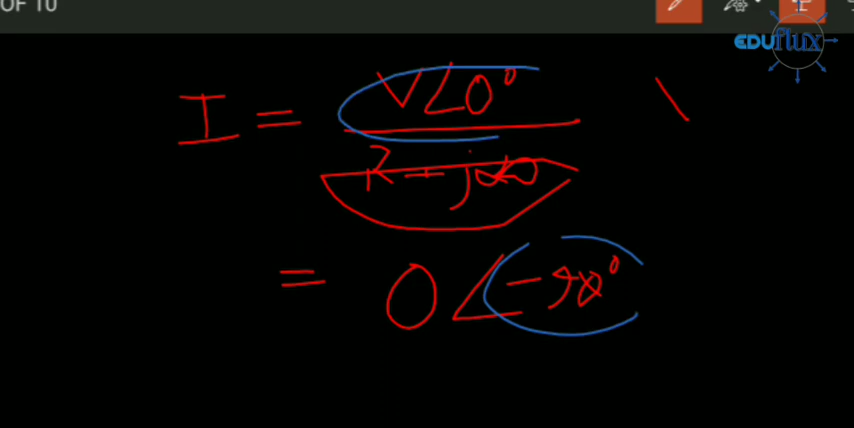 OF 10
EDUflux
I = V∠0°
R - j∞
= 0 ∠-90°